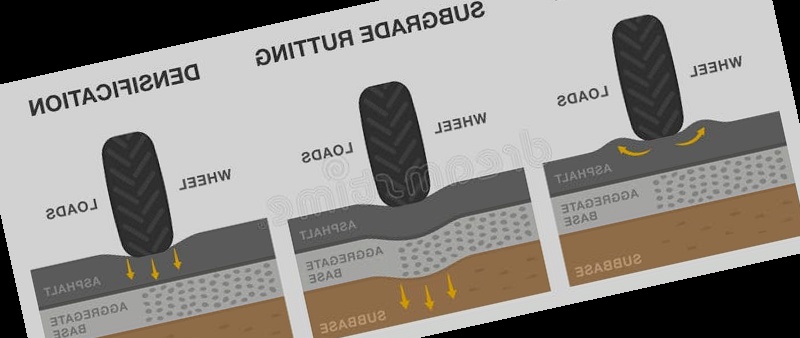 SUBGRADE RUTTING
DENSIFICATION
WHEEL
LOADS
ASPHALT
AGGREGATE
BASE
SUBBASE
WHEEL
LOADS
ASPHALT
AGGREGATE
BASE
SUBBASE
WHEEL
LOADS
ASPHALT
AGGREGATE
BASE
dreamstime